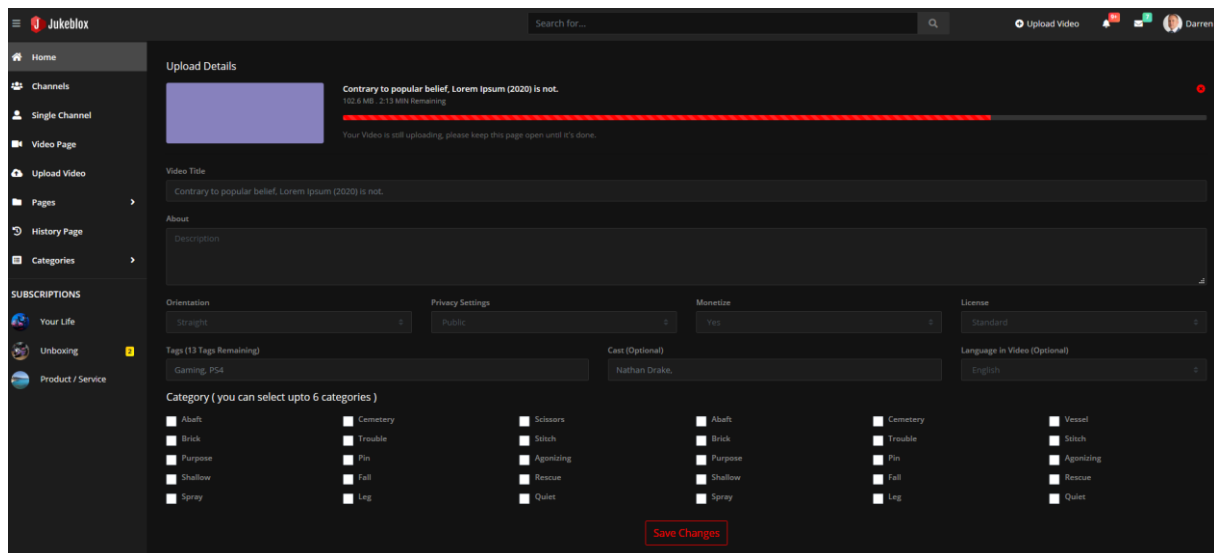 Jukeblox
Search for...
Upload Video
9+
7
Darren
Home
Channels
Single Channel
Video Page
Upload Video
Pages
History Page
Categories
SUBSCRIPTIONS
Your Life
Unboxing
2
Product / Service
Upload Details
Contrary to popular belief, Lorem Ipsum (2020) is not.
102.6 MB . 2:13 MIN Remaining
Your Video is still uploading, please keep this page open until it's done.
Video Title
Contrary to popular belief, Lorem Ipsum (2020) is not.
About
Description
Orientation Privacy Settings Monetize License
Straight Public Yes Standard
Tags (13 Tags Remaining) Cast (Optional) Language in Video (Optional)
Gaming, PS4 Nathan Drake, English
Category ( you can select upto 6 categories )
Abaft Cemetery Scissors Abaft Cemetery Vessel
Brick Trouble Stitch Brick Trouble Stitch
Purpose Pin Agonizing Purpose Pin Agonizing
Shallow Fall Rescue Shallow Fall Rescue
Spray Leg Quiet Spray Leg Quiet
Save Changes